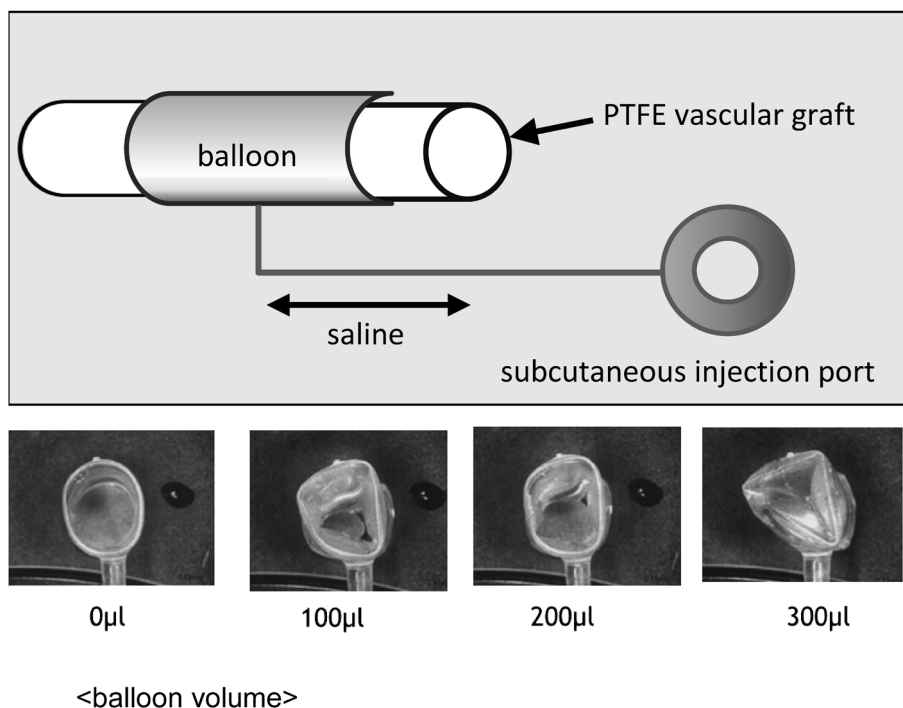 PTFE vascular graft
balloon
saline
subcutaneous injection port
0µl
100µl
200µl
300µl
<balloon volume>